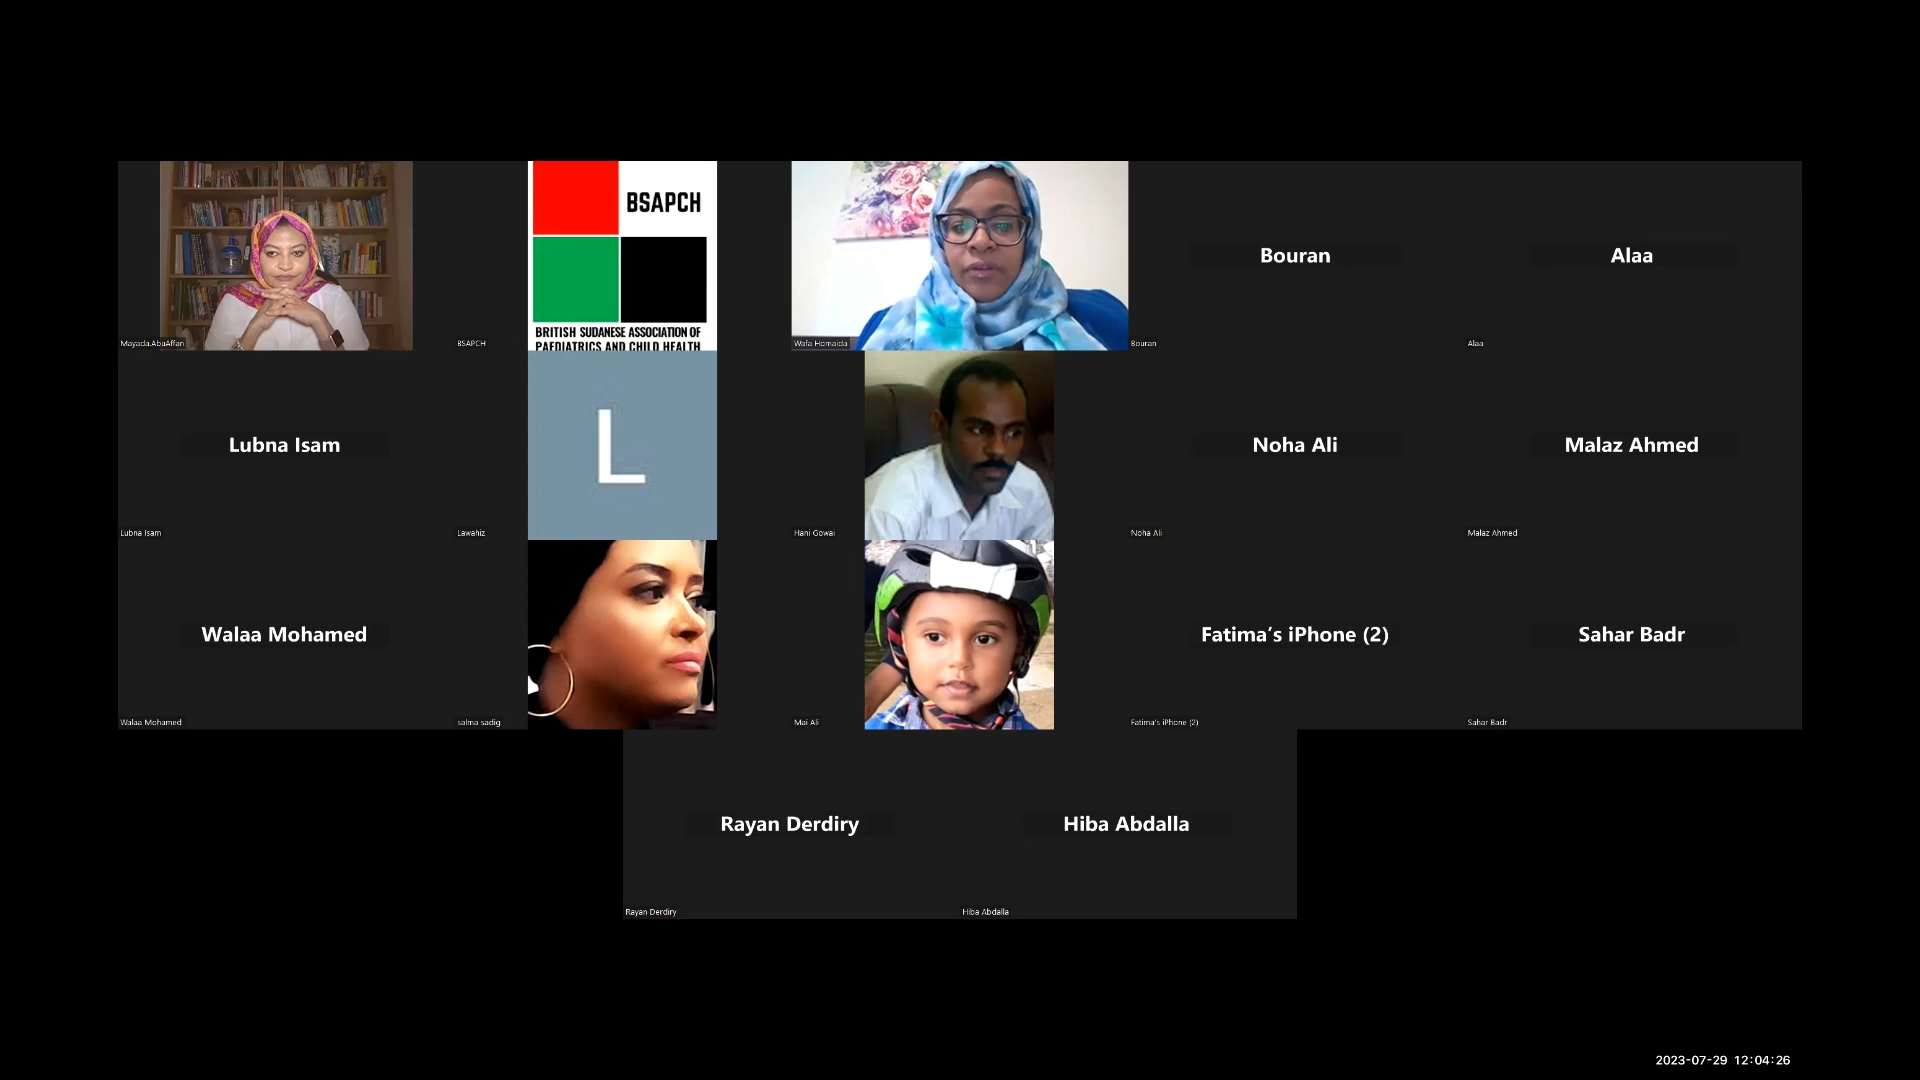 BSAPCH
BRITISH SUDANESE ASSOCIATION OF
PAEDIATRICS AND CHILD HEALTH
Bouran
Alaa
Mayada.AbuAffan
BSAPCH
Wafa Homaida
Bouran
Alaa
Lubna Isam
L
Noha Ali
Malaz Ahmed
Lubna Isam
Lawahiz
Hani Gowai
Noha Ali
Malaz Ahmed
Walaa Mohamed
Fatima's iPhone (2)
Sahar Badr
Walaa Mohamed
salma sadig
Mai Ali
Fatima's iPhone (2)
Sahar Badr
Rayan Derdiry
Hiba Abdalla
Rayan Derdiry
Hiba Abdalla
2023-07-29 12:04:26